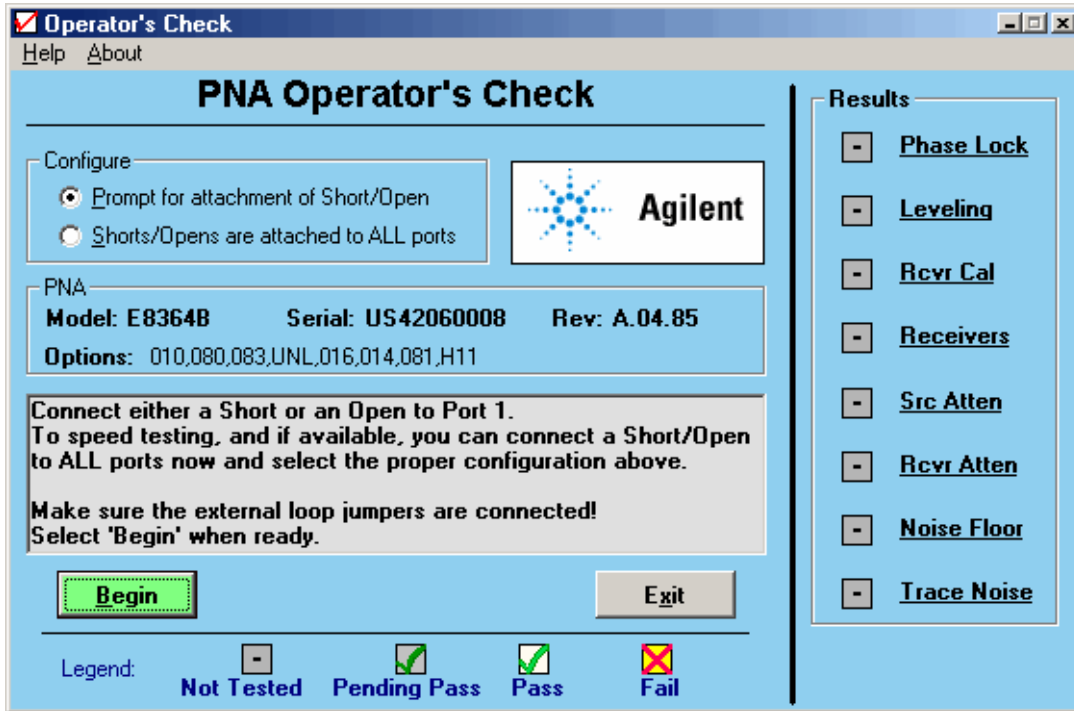 Operator's Check
Help About
PNA Operator's Check
Configure
Prompt for attachment of Short/Open
Shorts/Opens are attached to ALL ports
Agilent
PNA
Model: E8364B Serial: US42060008 Rev: A.04.85
Options: 010,080,083,UNL,016,014,081,H11
Connect either a Short or an Open to Port 1.
To speed testing, and if available, you can connect a Short/Open
to ALL ports now and select the proper configuration above.
Make sure the external loop jumpers are connected!
Select 'Begin' when ready.
Begin
Exit
Legend:
- Not Tested
Pending Pass
Pass
Fail
Results
- Phase Lock
- Leveling
- Rcvr Cal
- Receivers
- Src Atten
- Rcvr Atten
- Noise Floor
- Trace Noise